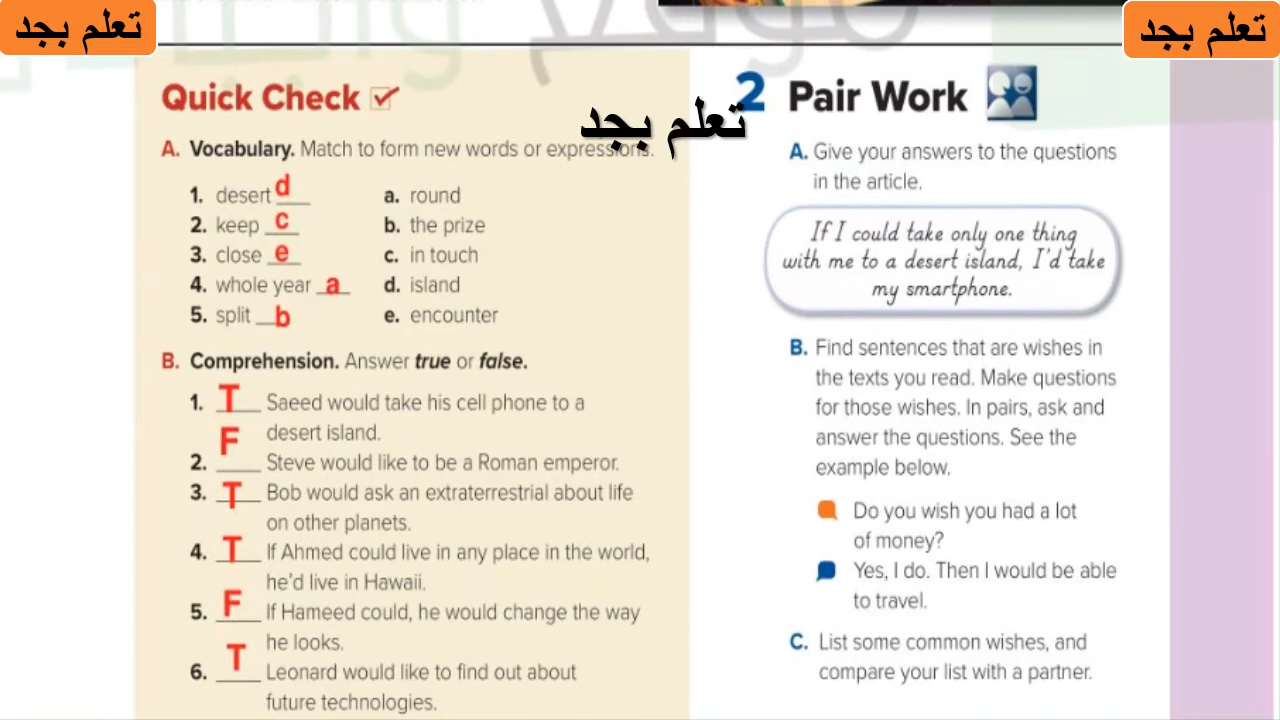 تعلم بجد
تعلم بجد
Quick Check
A. Vocabulary. Match to form new words or expressions.
1. desert d
2. keep c
3. close e
4. whole year a
5. split b
a. round
b. the prize
c. in touch
d. island
e. encounter
B. Comprehension. Answer true or false.
1. T Saeed would take his cell phone to a
desert island.
2. F Steve would like to be a Roman emperor.
3. T Bob would ask an extraterrestrial about life
on other planets.
4. T If Ahmed could live in any place in the world,
he'd live in Hawaii.
5. F If Hameed could, he would change the way
he looks.
6. T Leonard would like to find out about
future technologies.
تعلم بجد
2 Pair Work
A. Give your answers to the questions
in the article.
If I could take only one thing
with me to a desert island, I'd take
my smartphone.
B. Find sentences that are wishes in
the texts you read. Make questions
for those wishes. In pairs, ask and
answer the questions. See the
example below.
Do you wish you had a lot
of money?
Yes, I do. Then I would be able
to travel.
C. List some common wishes, and
compare your list with a partner.